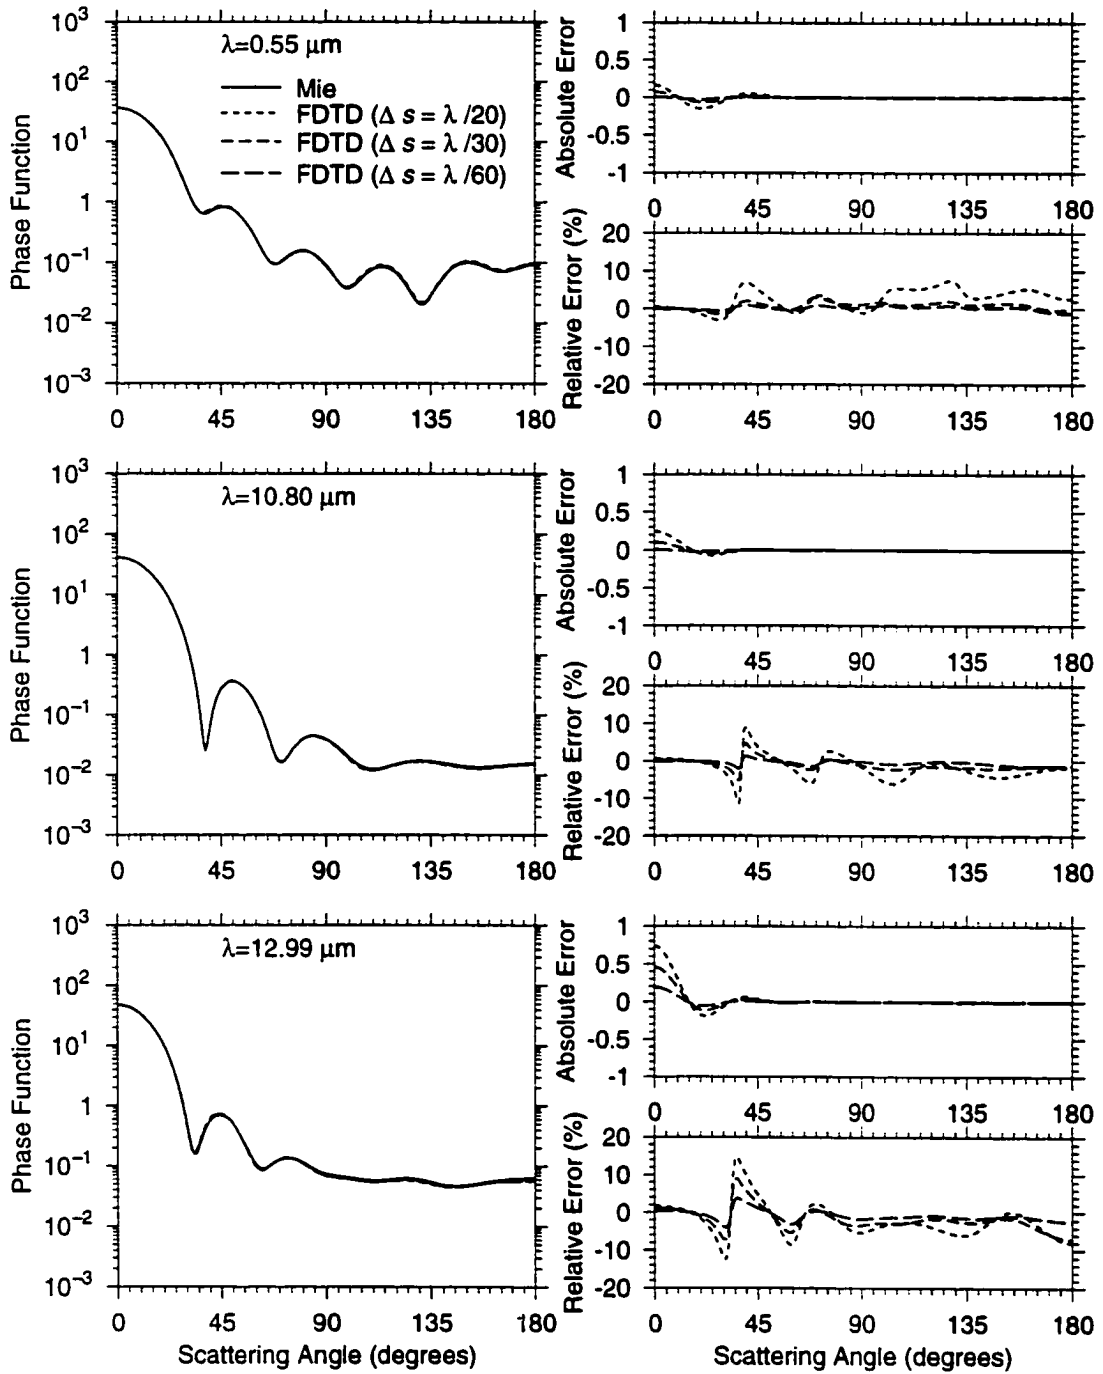 λ=0.55 μm
Mie
FDTD (Δ s = λ /20)
FDTD (Δ s = λ /30)
FDTD (Δ s = λ /60)
Phase Function
10³
10²
10¹
1
10⁻¹
10⁻²
10⁻³
0 45 90 135 180
Absolute Error
1
0.5
0
-0.5
-1
0 45 90 135 180
Relative Error (%)
20
10
0
-10
-20
0 45 90 135 180
λ=10.80 μm
Phase Function
10³
10²
10¹
1
10⁻¹
10⁻²
10⁻³
0 45 90 135 180
Absolute Error
1
0.5
0
-0.5
-1
0 45 90 135 180
Relative Error (%)
20
10
0
-10
-20
0 45 90 135 180
λ=12.99 μm
Phase Function
10³
10²
10¹
1
10⁻¹
10⁻²
10⁻³
0 45 90 135 180
Scattering Angle (degrees)
Absolute Error
1
0.5
0
-0.5
-1
0 45 90 135 180
Relative Error (%)
20
10
0
-10
-20
0 45 90 135 180
Scattering Angle (degrees)